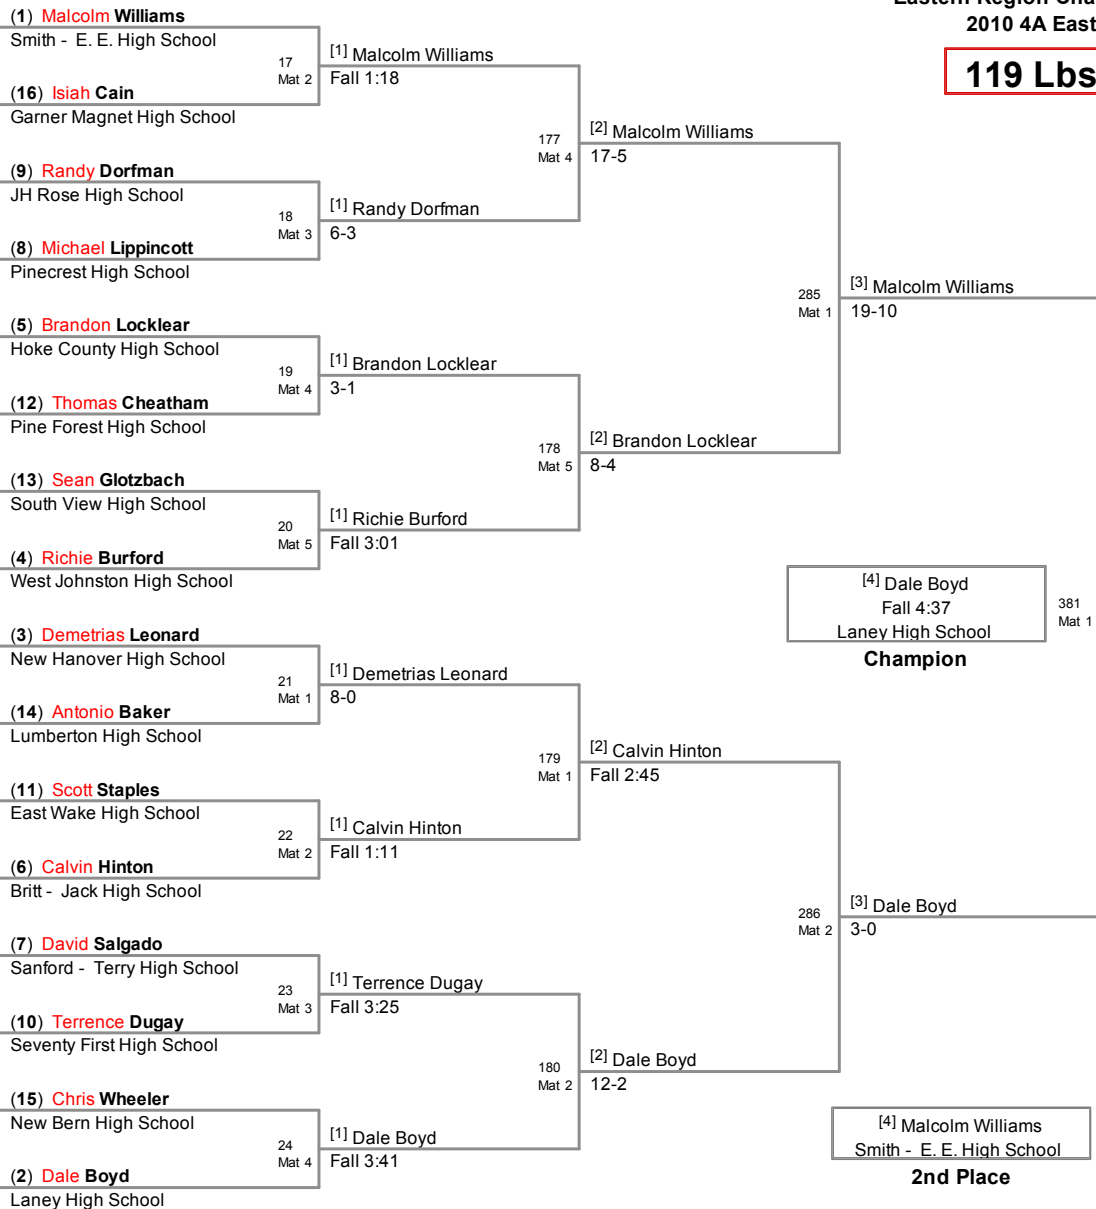 Eastern Region Cha
2010 4A East
119 Lbs
(1) Malcolm Williams
Smith - E. E. High School
17
Mat 2
[1] Malcolm Williams
Fall 1:18
(16) Isiah Cain
Garner Magnet High School
177
Mat 4
[2] Malcolm Williams
17-5
(9) Randy Dorfman
JH Rose High School
18
Mat 3
[1] Randy Dorfman
6-3
(8) Michael Lippincott
Pinecrest High School
285
Mat 1
[3] Malcolm Williams
19-10
(5) Brandon Locklear
Hoke County High School
19
Mat 4
[1] Brandon Locklear
3-1
(12) Thomas Cheatham
Pine Forest High School
178
Mat 5
[2] Brandon Locklear
8-4
(13) Sean Glotzbach
South View High School
20
Mat 5
[1] Richie Burford
Fall 3:01
(4) Richie Burford
West Johnston High School
[4] Dale Boyd
Fall 4:37
Laney High School
Champion
381
Mat 1
(3) Demetrias Leonard
New Hanover High School
21
Mat 1
[1] Demetrias Leonard
8-0
(14) Antonio Baker
Lumberton High School
179
Mat 1
[2] Calvin Hinton
Fall 2:45
(11) Scott Staples
East Wake High School
22
Mat 2
[1] Calvin Hinton
Fall 1:11
(6) Calvin Hinton
Britt - Jack High School
286
Mat 2
[3] Dale Boyd
3-0
(7) David Salgado
Sanford - Terry High School
23
Mat 3
[1] Terrence Dugay
Fall 3:25
(10) Terrence Dugay
Seventy First High School
180
Mat 2
[2] Dale Boyd
12-2
(15) Chris Wheeler
New Bern High School
24
Mat 4
[1] Dale Boyd
Fall 3:41
(2) Dale Boyd
Laney High School
[4] Malcolm Williams
Smith - E. E. High School
2nd Place